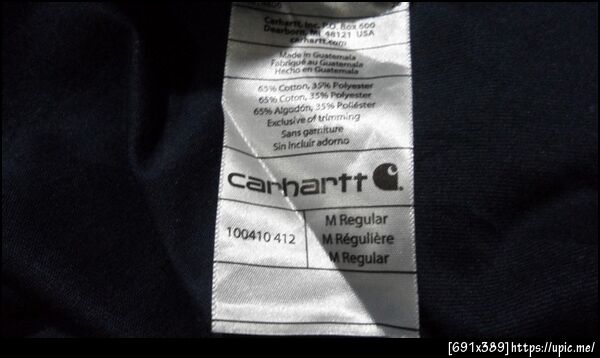 Carhartt, Inc. P.O. Box 600
Dearborn, MI 48121 USA
carhartt.com
Made in Guatemala
Fabriqué au Guatemala
Hecho en Guatemala
65% Cotton, 35% Polyester
65% Coton, 35% Polyester
65% Algodón, 35% Poliéster
Exclusive of trimming
Sans garniture
Sin incluir adorno
carhartt
100410 412
M Regular
M Régulière
M Regular
[691x389]https://upic.me/